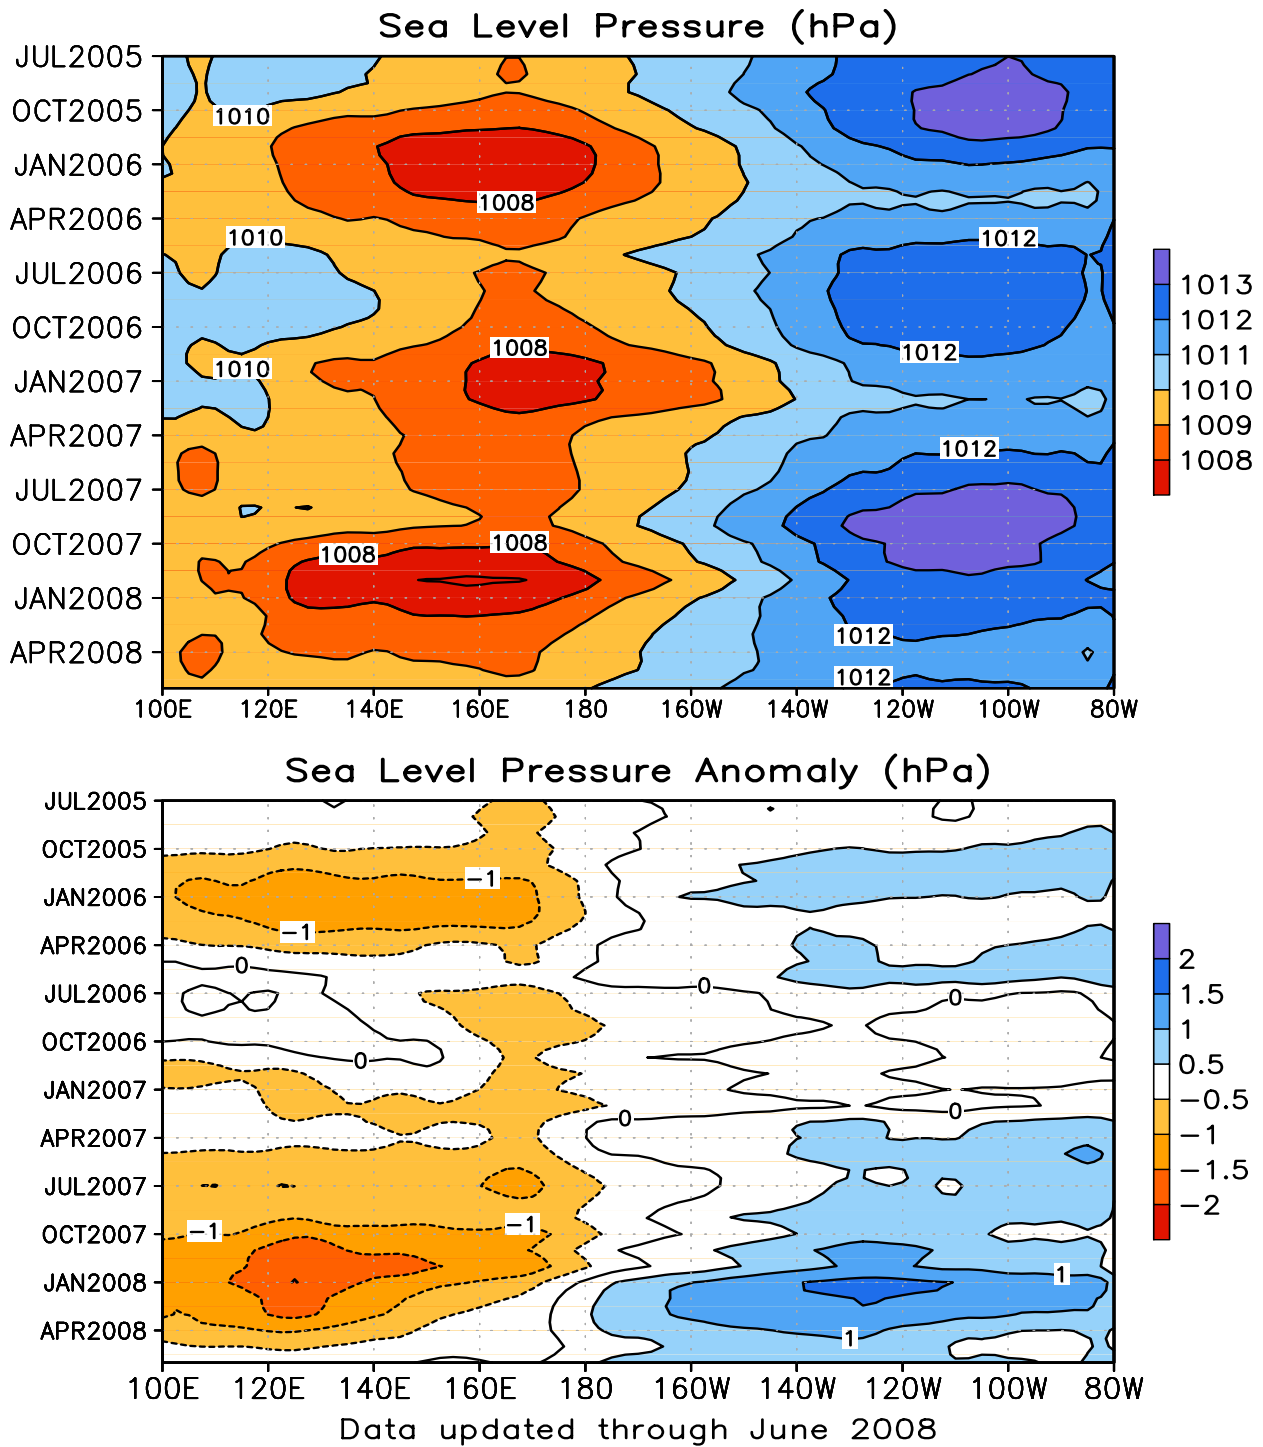 Sea Level Pressure (hPa)
JUL2005
OCT2005
JAN2006
APR2006
JUL2006
OCT2006
JAN2007
APR2007
JUL2007
OCT2007
JAN2008
APR2008
1010
1008
1010
1012
1008
1012
1010
1012
1008
1008
1012
1012
1013
1012
1011
1010
1009
1008
100E 120E 140E 160E 180 160W 140W 120W 100W 80W
Sea Level Pressure Anomaly (hPa)
JUL2005
OCT2005
JAN2006
APR2006
JUL2006
OCT2006
JAN2007
APR2007
JUL2007
OCT2007
JAN2008
APR2008
−1
−1
0
0
0
0
0
0
−1
−1
1
1
2
1.5
1
0.5
−0.5
−1
−1.5
−2
100E 120E 140E 160E 180 160W 140W 120W 100W 80W
Data updated through June 2008